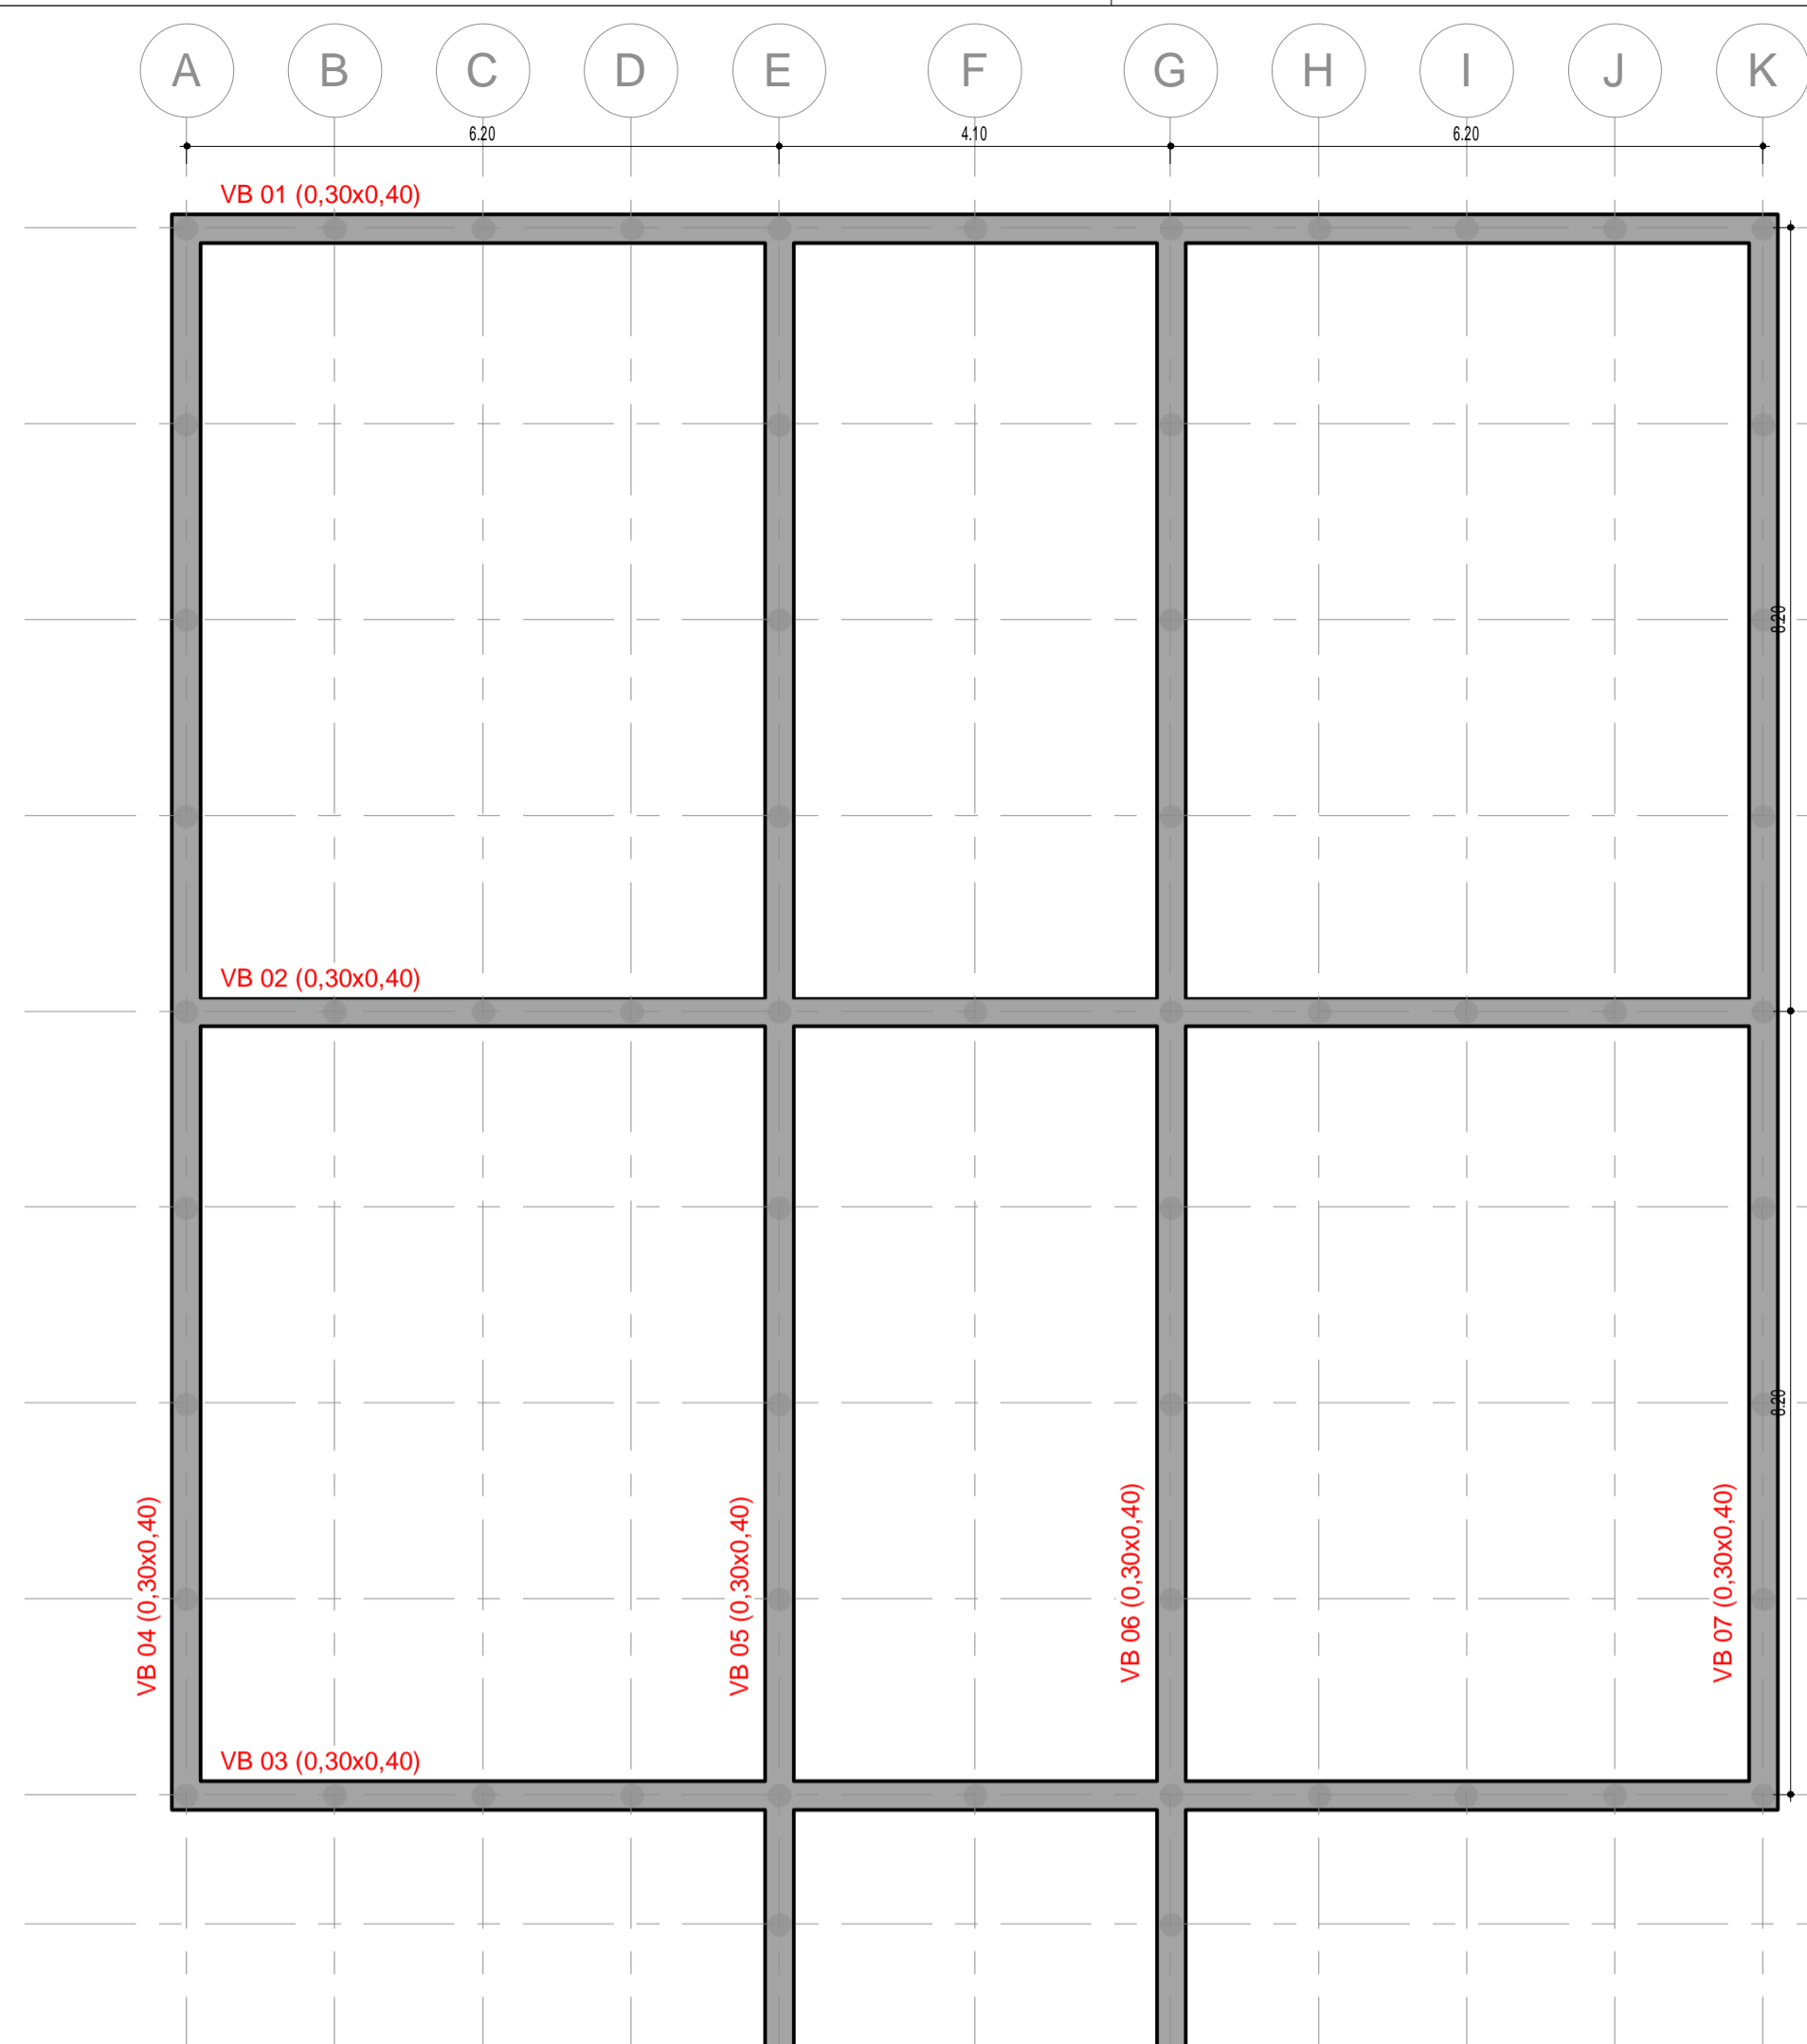 A B C D E F G H I J K
6.20 4.10 6.20
VB 01 (0,30x0,40)
8.20
VB 02 (0,30x0,40)
8.20
VB 04 (0,30x0,40)
VB 05 (0,30x0,40)
VB 06 (0,30x0,40)
VB 07 (0,30x0,40)
VB 03 (0,30x0,40)